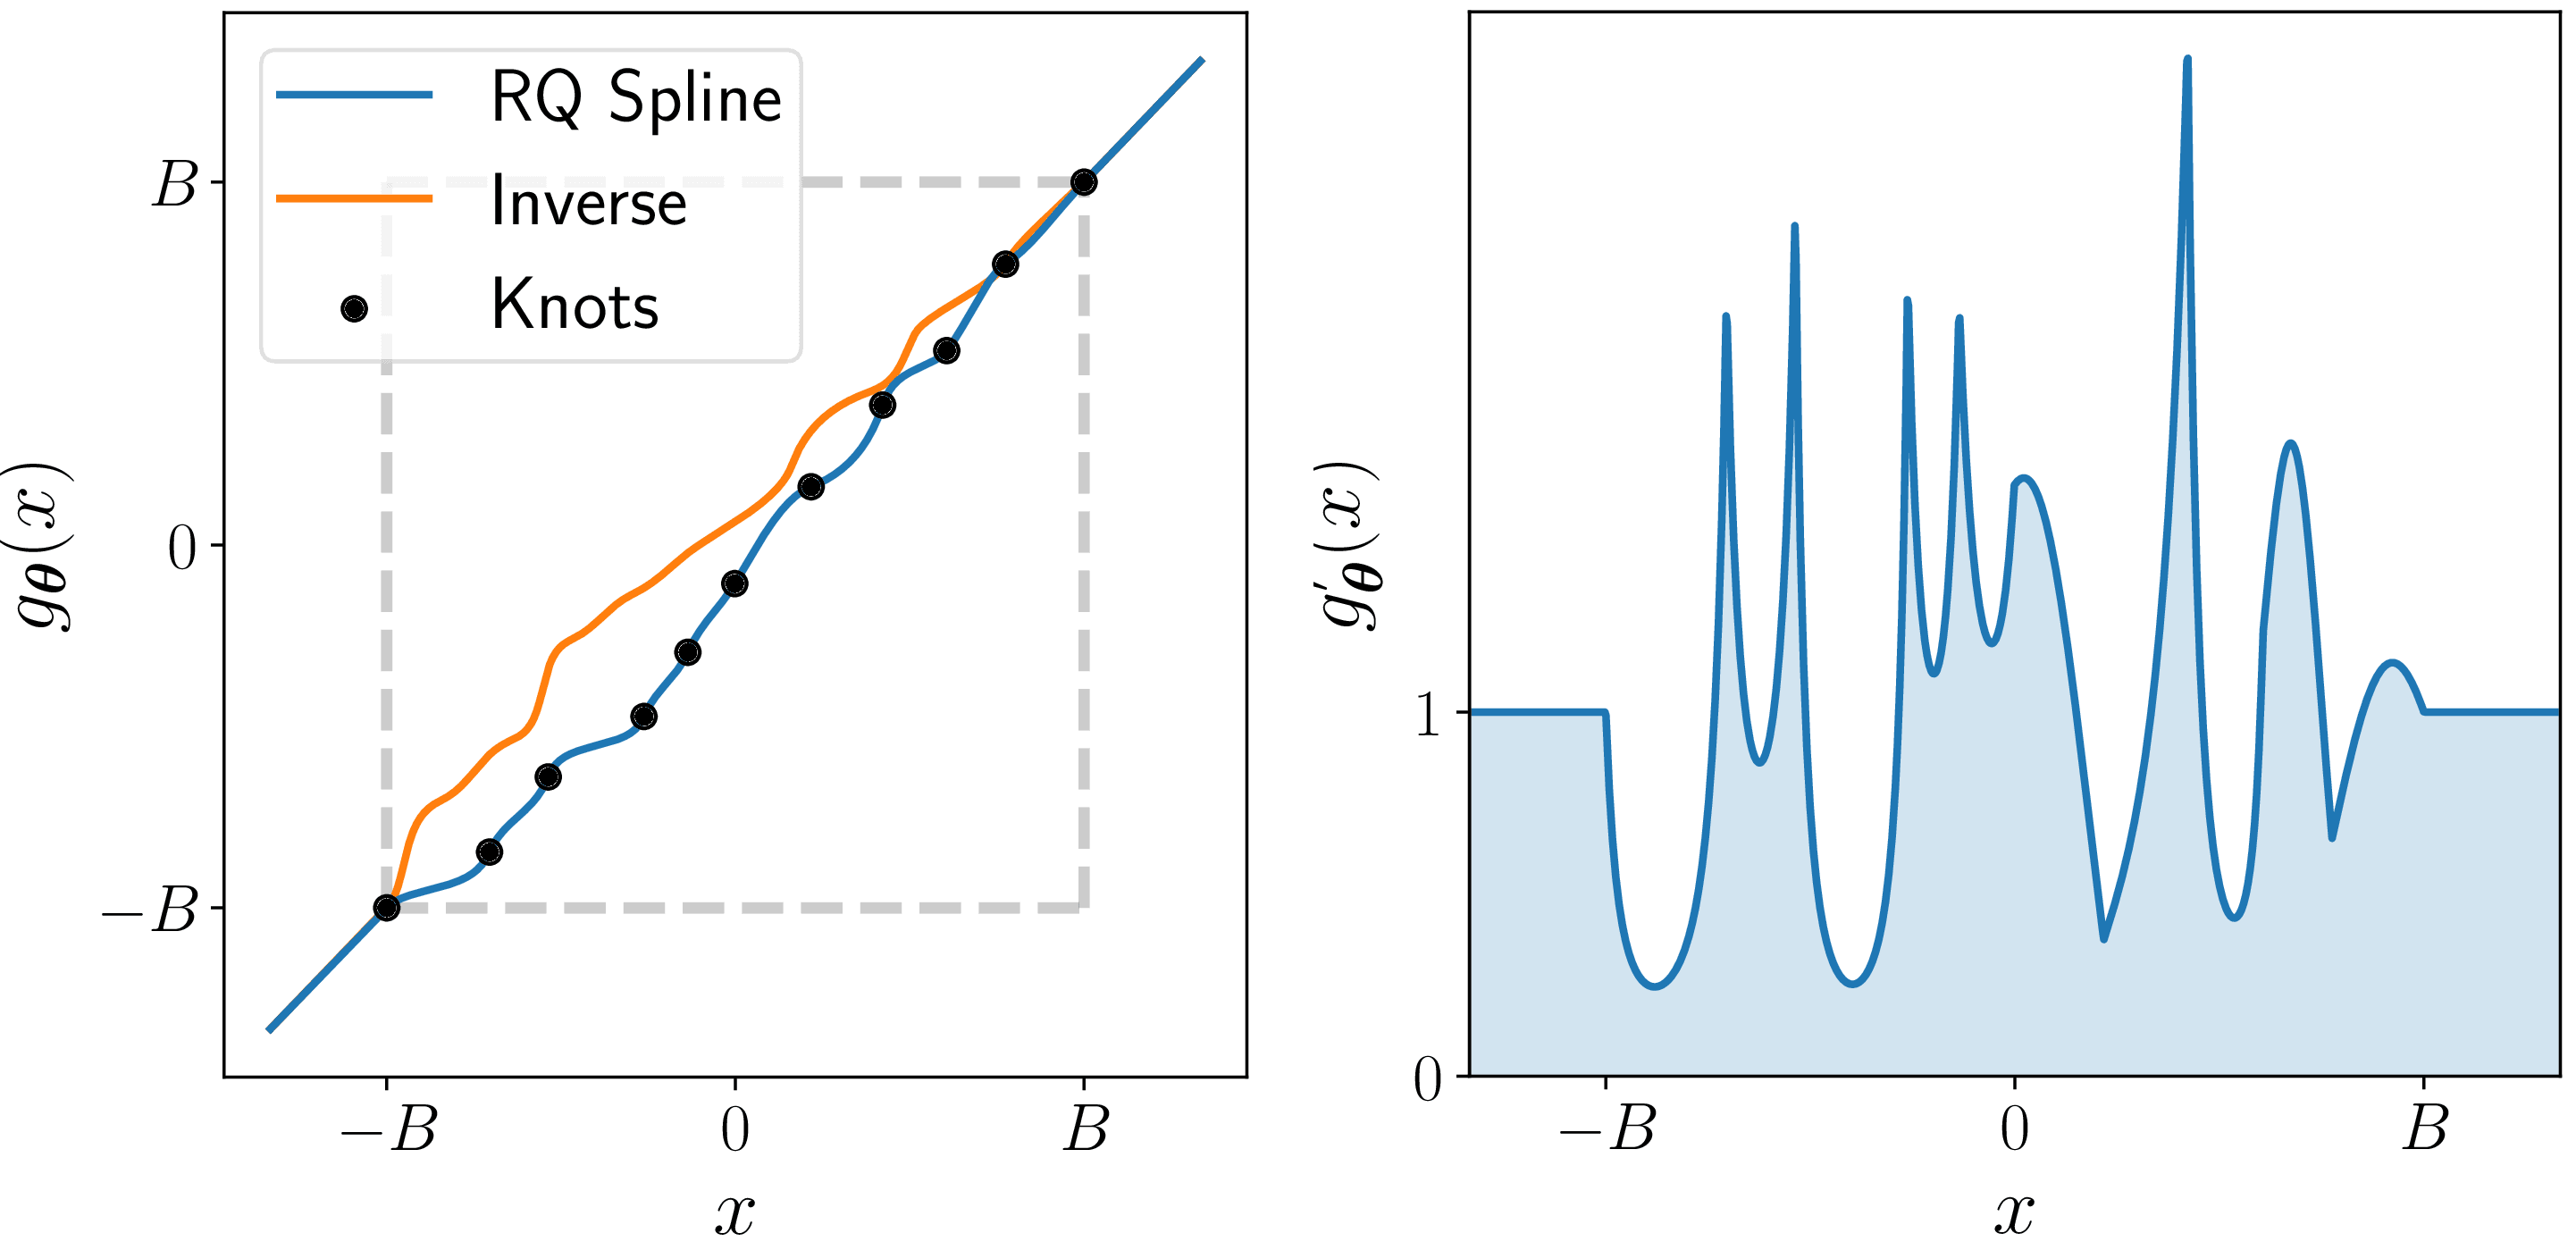 RQ Spline
Inverse
Knots
B
0
−B
g𝜽(x)
−B 0 B
x
g′𝜽(x)
1
0
−B 0 B
x